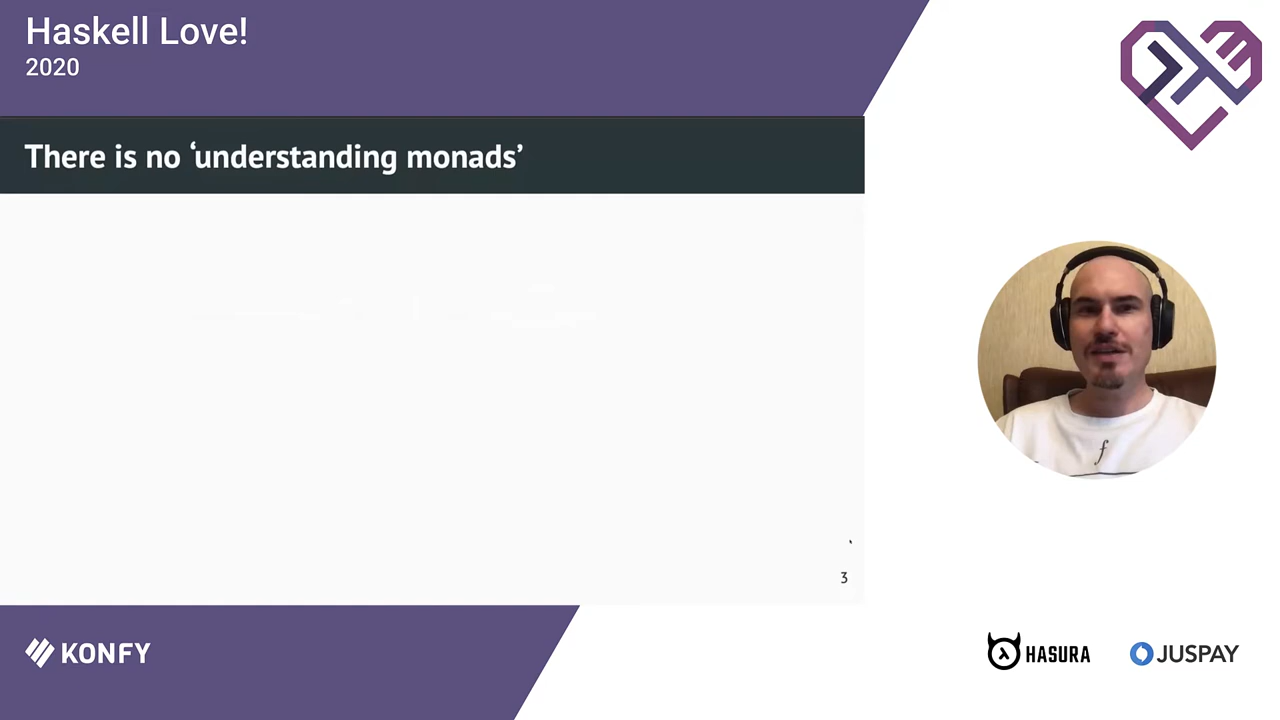 Haskell Love!
2020
There is no ‘understanding monads’
f
3
KONFY
HASURA
JUSPAY